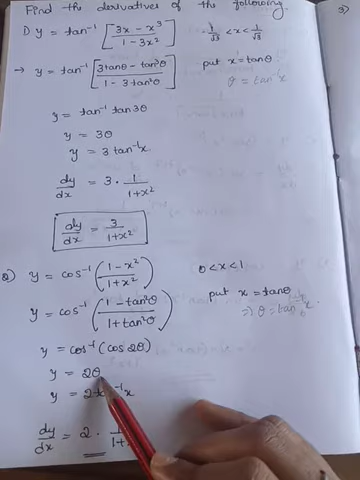 Find the derivatives of the following.
1) y = tan⁻¹ [3x - x³ / 1 - 3x²] -1/√3 < x < 1/√3
→ y = tan⁻¹ [3tanθ - tan³θ / 1 - 3tan²θ] put x = tanθ
θ = tan⁻¹x
y = tan⁻¹ tan3θ
y = 3θ
y = 3 tan⁻¹x
dy/dx = 3 · 1/1+x²
dy/dx = 3/1+x²
2) y = cos⁻¹ (1-x²/1+x²) 0 < x < 1
y = cos⁻¹ (1 - tan²θ / 1 + tan²θ) put x = tanθ
⇒ θ = tan⁻¹x.
y = cos⁻¹ (cos 2θ)
y = 2θ
y = 2 ⁻¹x
dy/dx = 2 ·
3)